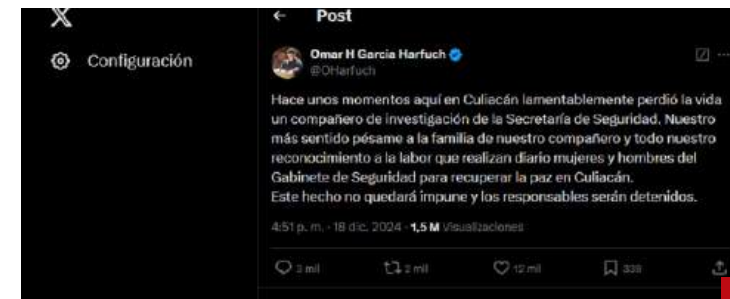 Post
Configuración
Omar H Garcia Harfuch
@OHarfuch
Hace unos momentos aquí en Culiacán lamentablemente perdió la vida
un compañero de investigación de la Secretaría de Seguridad. Nuestro
más sentido pésame a la familia de nuestro compañero y todo nuestro
reconocimiento a la labor que realizan diario mujeres y hombres del
Gabinete de Seguridad para recuperar la paz en Culiacán.
Este hecho no quedará impune y los responsables serán detenidos.
4:51 p. m. · 18 dic. 2024 · 1,5 M Visualizaciones
3 mil 2 mil 12 mil 339